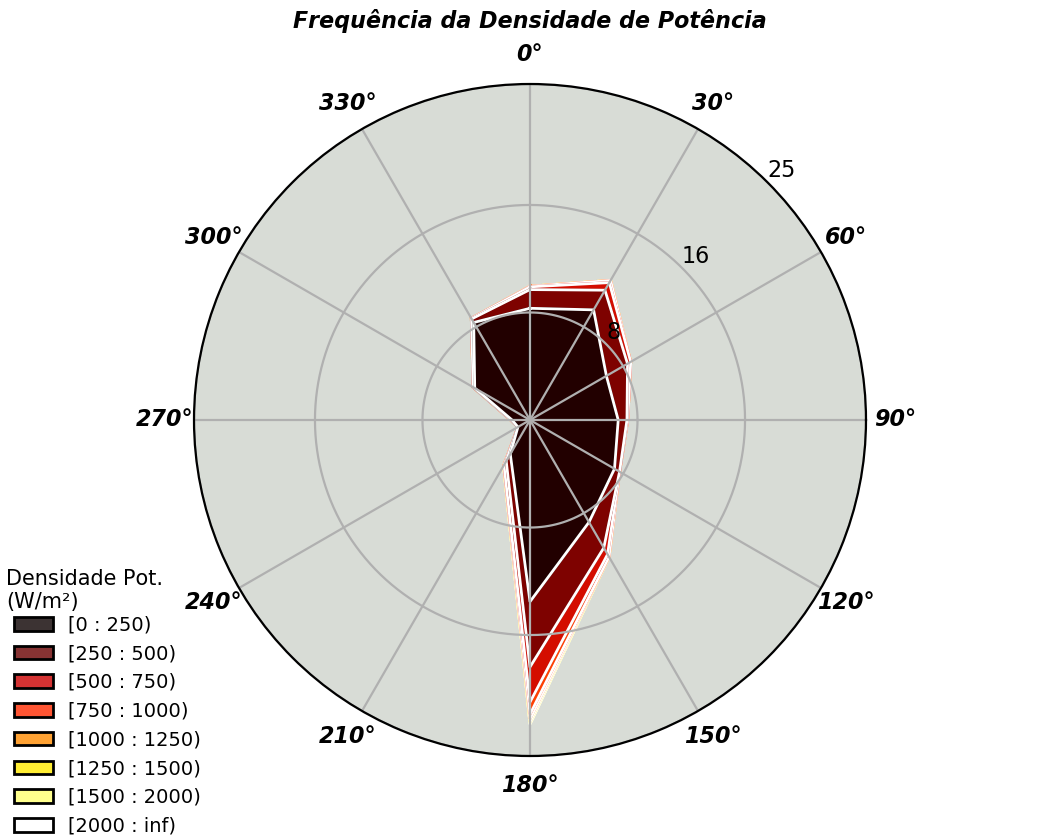 Frequência da Densidade de Potência
0°
330°
30°
25
300°
60°
16
8
270°
90°
240°
120°
210°
150°
180°
Densidade Pot.
(W/m²)
[0 : 250)
[250 : 500)
[500 : 750)
[750 : 1000)
[1000 : 1250)
[1250 : 1500)
[1500 : 2000)
[2000 : inf)